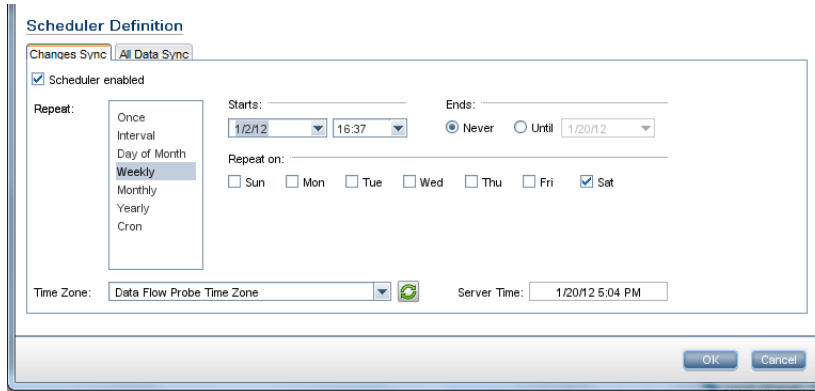 Scheduler Definition
Changes Sync All Data Sync
Scheduler enabled
Repeat:
Once
Interval
Day of Month
Weekly
Monthly
Yearly
Cron
Starts: Ends:
1/2/12 16:37 Never Until 1/20/12
Repeat on:
Sun Mon Tue Wed Thu Fri Sat
Time Zone: Data Flow Probe Time Zone Server Time: 1/20/12 5:04 PM
OK Cancel